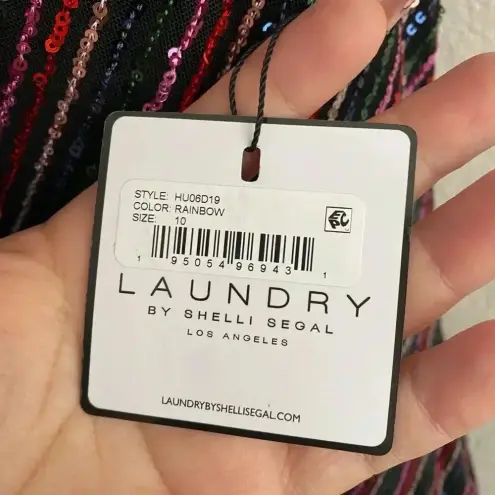 STYLE: HU06D19
COLOR: RAINBOW
SIZE: 10
1 95054 96943 1
LAUNDRY
BY SHELLI SEGAL
LOS ANGELES
LAUNDRYBYSHELLISEGAL.COM